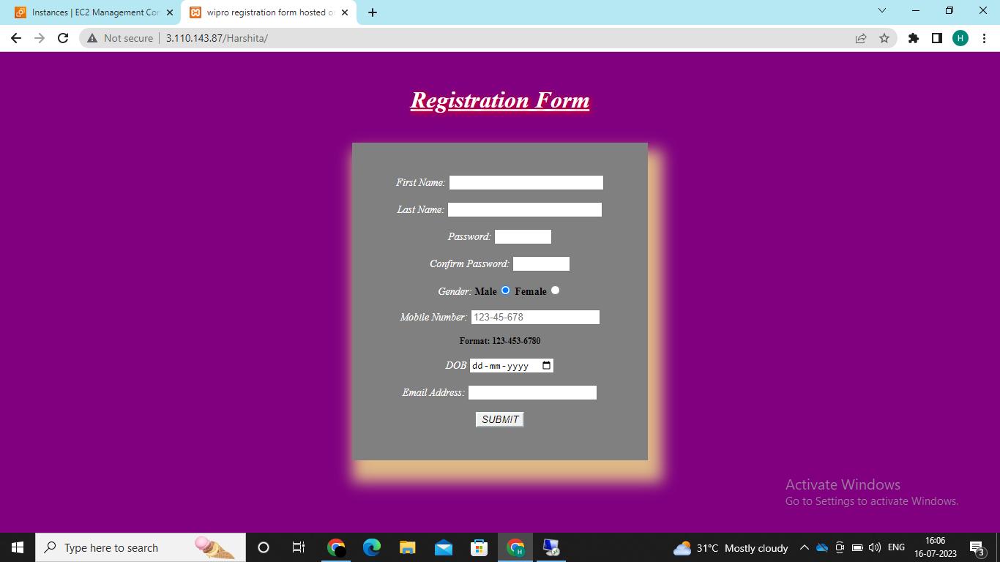 Instances | EC2 Management Con
wipro registration form hosted o
Not secure
3.110.143.87/Harshita/
H
Registration Form
First Name:
Last Name:
Password:
Confirm Password:
Gender: Male Female
Mobile Number: 123-45-678
Format: 123-453-6780
DOB dd-mm-yyyy
Email Address:
SUBMIT
Activate Windows
Go to Settings to activate Windows.
Type here to search
H
31°C Mostly cloudy
ENG
16:06
16-07-2023
3